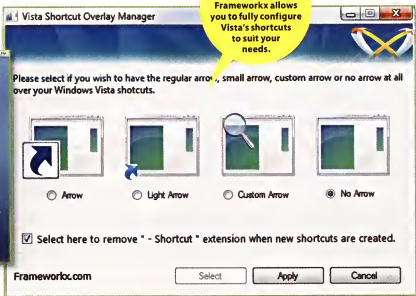 Frameworkx allows
you to fully configure
Vista's shortcuts
to suit your
needs.
Vista Shortcut Overlay Manager
Please select if you wish to have the regular arrow, small arrow, custom arrow or no arrow at all
over your Windows Vista shotcuts.
Arrow
Light Arrow
Custom Arrow
No Arrow
Select here to remove " - Shortcut " extension when new shortcuts are created.
Frameworkx.com
Select
Apply
Cancel